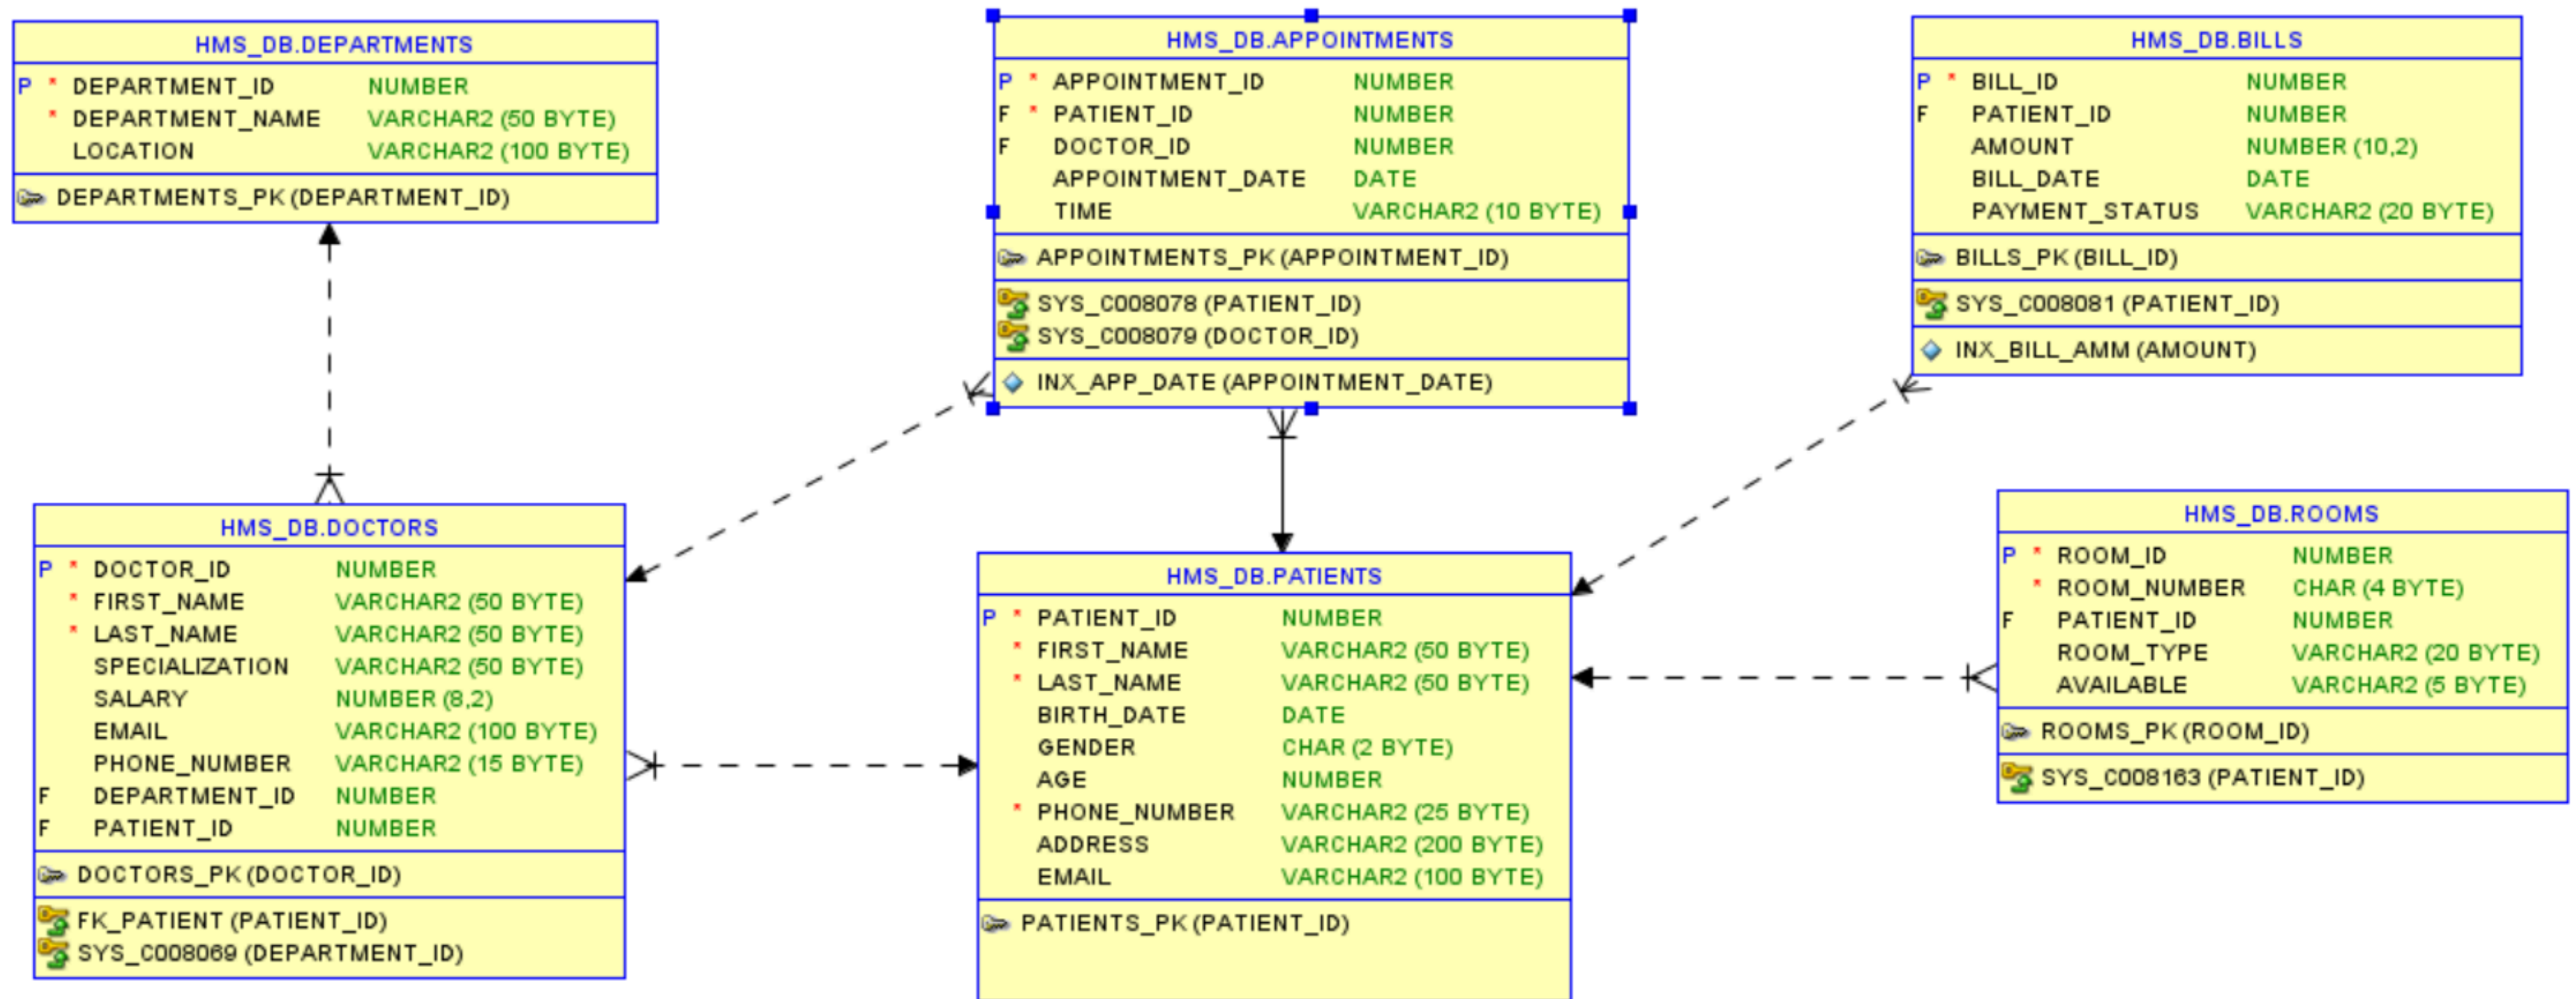 HMS_DB.DEPARTMENTS
P * DEPARTMENT_ID NUMBER
* DEPARTMENT_NAME VARCHAR2 (50 BYTE)
LOCATION VARCHAR2 (100 BYTE)
DEPARTMENTS_PK (DEPARTMENT_ID)
HMS_DB.APPOINTMENTS
P * APPOINTMENT_ID NUMBER
F * PATIENT_ID NUMBER
F DOCTOR_ID NUMBER
APPOINTMENT_DATE DATE
TIME VARCHAR2 (10 BYTE)
APPOINTMENTS_PK (APPOINTMENT_ID)
SYS_C008078 (PATIENT_ID)
SYS_C008079 (DOCTOR_ID)
INX_APP_DATE (APPOINTMENT_DATE)
HMS_DB.BILLS
P * BILL_ID NUMBER
F PATIENT_ID NUMBER
AMOUNT NUMBER (10,2)
BILL_DATE DATE
PAYMENT_STATUS VARCHAR2 (20 BYTE)
BILLS_PK (BILL_ID)
SYS_C008081 (PATIENT_ID)
INX_BILL_AMM (AMOUNT)
HMS_DB.DOCTORS
P * DOCTOR_ID NUMBER
* FIRST_NAME VARCHAR2 (50 BYTE)
* LAST_NAME VARCHAR2 (50 BYTE)
SPECIALIZATION VARCHAR2 (50 BYTE)
SALARY NUMBER (8,2)
EMAIL VARCHAR2 (100 BYTE)
PHONE_NUMBER VARCHAR2 (15 BYTE)
F DEPARTMENT_ID NUMBER
F PATIENT_ID NUMBER
DOCTORS_PK (DOCTOR_ID)
FK_PATIENT (PATIENT_ID)
SYS_C008069 (DEPARTMENT_ID)
HMS_DB.PATIENTS
P * PATIENT_ID NUMBER
* FIRST_NAME VARCHAR2 (50 BYTE)
* LAST_NAME VARCHAR2 (50 BYTE)
BIRTH_DATE DATE
GENDER CHAR (2 BYTE)
AGE NUMBER
* PHONE_NUMBER VARCHAR2 (25 BYTE)
ADDRESS VARCHAR2 (200 BYTE)
EMAIL VARCHAR2 (100 BYTE)
PATIENTS_PK (PATIENT_ID)
HMS_DB.ROOMS
P * ROOM_ID NUMBER
* ROOM_NUMBER CHAR (4 BYTE)
F PATIENT_ID NUMBER
ROOM_TYPE VARCHAR2 (20 BYTE)
AVAILABLE VARCHAR2 (5 BYTE)
ROOMS_PK (ROOM_ID)
SYS_C008163 (PATIENT_ID)